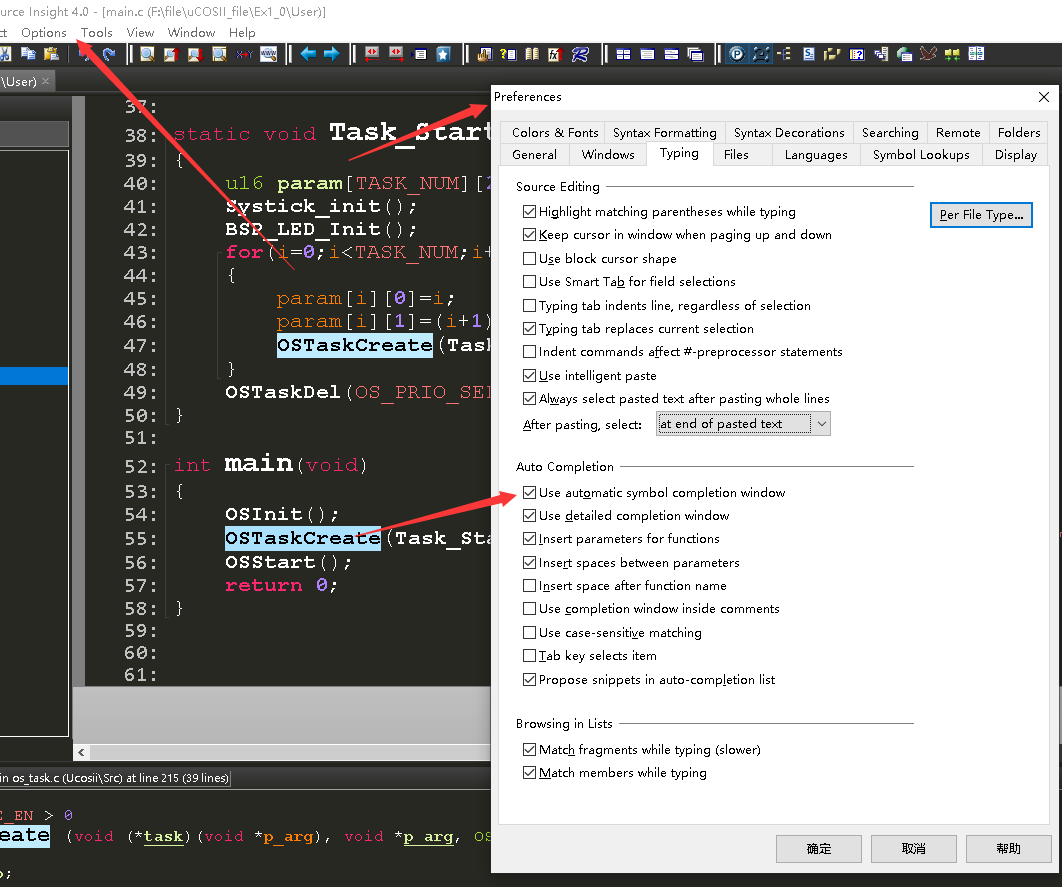 urce Insight 4.0 - [main.c (F:\file\uCOSII_file\Ex1_0\User)]
ct Options Tools View Window Help
\User) ×
37:
38: static void Task_Start
39: {
40: u16 param[TASK_NUM][2
41: Systick_init();
42: BSP_LED_Init();
43: for(i=0;i<TASK_NUM;i+
44: {
45: param[i][0]=i;
46: param[i][1]=(i+1)
47: OSTaskCreate(Task
48: }
49: OSTaskDel(OS_PRIO_SEL
50: }
51:
52: int main(void)
53: {
54: OSInit();
55: OSTaskCreate(Task_Sta
56: OSStart();
57: return 0;
58: }
59:
60:
61:
in os_task.c (Ucosii\Src) at line 215 (39 lines)
_EN > 0
eate (void (*task)(void *p_arg), void *p_arg, OS
;
Preferences
Colors & Fonts Syntax Formatting Syntax Decorations Searching Remote Folders
General Windows Typing Files Languages Symbol Lookups Display
Source Editing
Highlight matching parentheses while typing
Per File Type...
Keep cursor in window when paging up and down
Use block cursor shape
Use Smart Tab for field selections
Typing tab indents line, regardless of selection
Typing tab replaces current selection
Indent commands affect #-preprocessor statements
Use intelligent paste
Always select pasted text after pasting whole lines
After pasting, select: at end of pasted text
Auto Completion
Use automatic symbol completion window
Use detailed completion window
Insert parameters for functions
Insert spaces between parameters
Insert space after function name
Use completion window inside comments
Use case-sensitive matching
Tab key selects item
Propose snippets in auto-completion list
Browsing in Lists
Match fragments while typing (slower)
Match members while typing
确定 取消 帮助